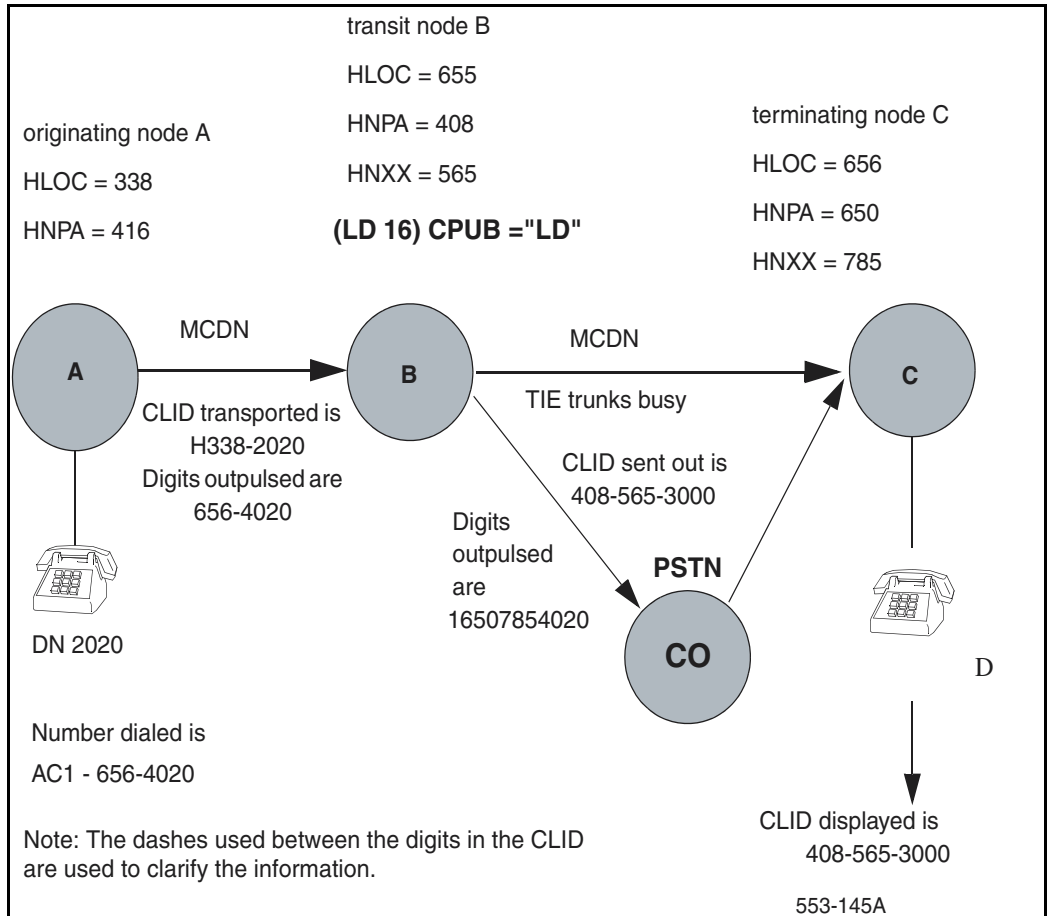 transit node B
HLOC = 655
HNPA = 408
HNXX = 565
(LD 16) CPUB ="LD"
originating node A
HLOC = 338
HNPA = 416
terminating node C
HLOC = 656
HNPA = 650
HNXX = 785
A
MCDN
B
MCDN
C
CLID transported is
H338-2020
Digits outpulsed are
656-4020
TIE trunks busy
CLID sent out is
408-565-3000
Digits
outpulsed
are
16507854020
PSTN
CO
DN 2020
D
Number dialed is
AC1 - 656-4020
CLID displayed is
408-565-3000
Note: The dashes used between the digits in the CLID
are used to clarify the information.
553-145A